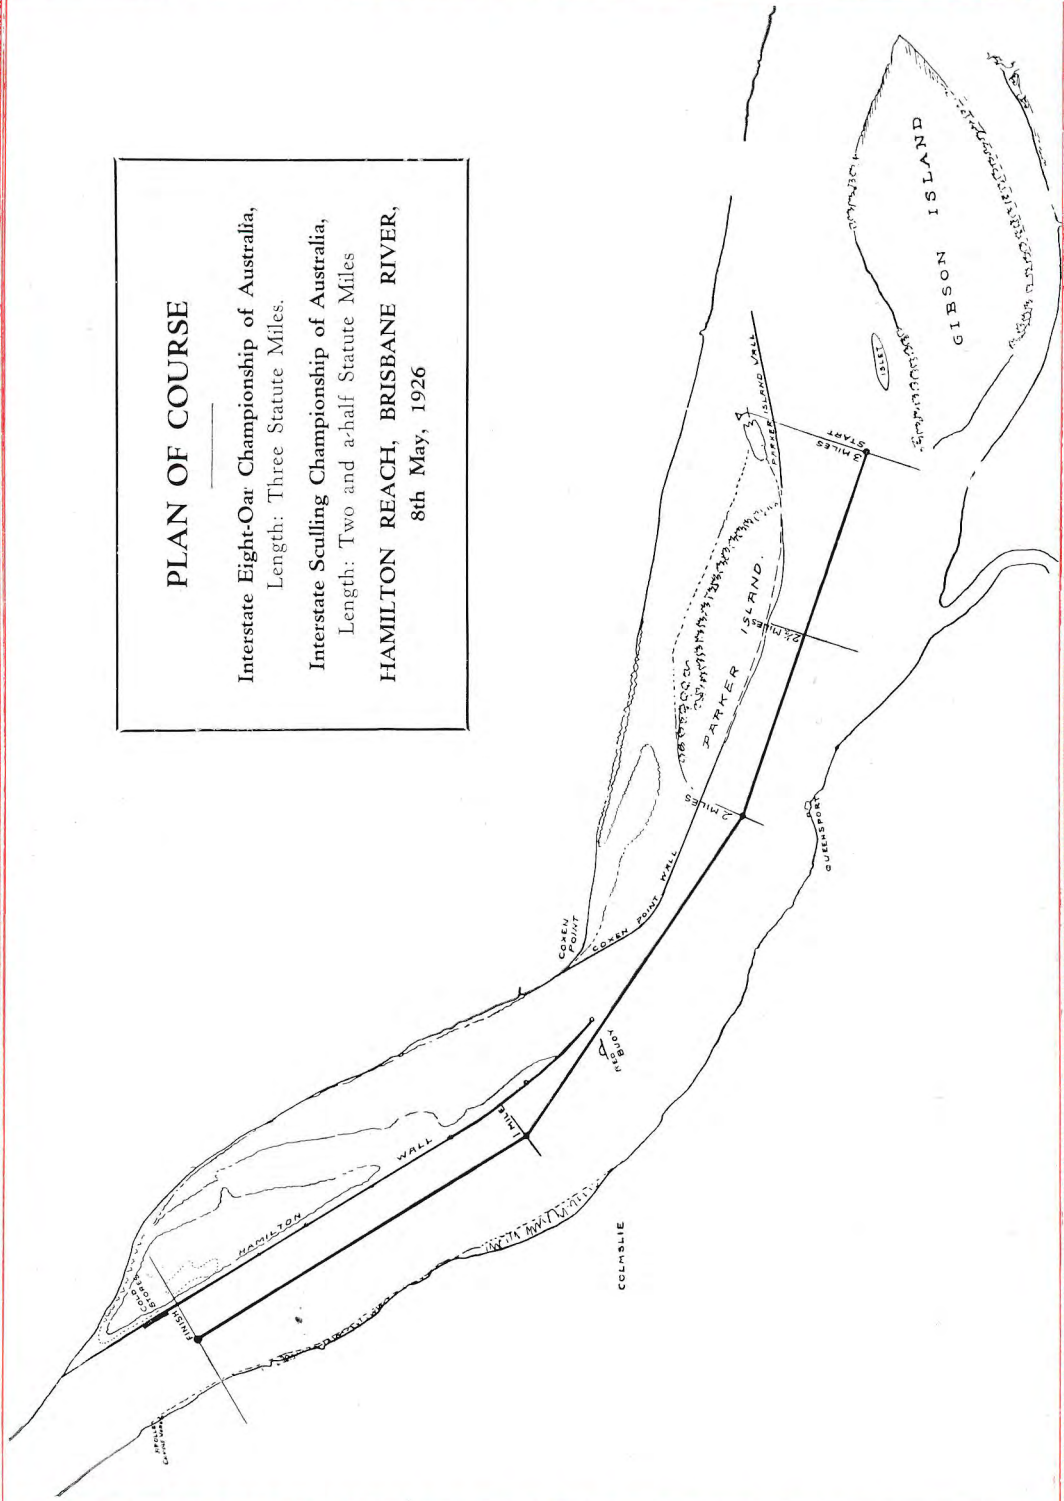 PLAN OF COURSE
Interstate Eight-Oar Championship of Australia,
Length: Three Statute Miles.
Interstate Sculling Championship of Australia,
Length: Two and a-half Statute Miles
HAMILTON REACH, BRISBANE RIVER,
8th May, 1926
GIBSON ISLAND
ISLET
PARKER ISLAND WALL
3 MILES
START
PARKER ISLAND.
2½ MILES
2 MILES
QUEENSPORT
COXEN
POINT
COXEN POINT WALL
RED
BUOY
1 MILE
HAMILTON WALL
COLMSLIE
COLD
STORES
FINISH
APOLLO